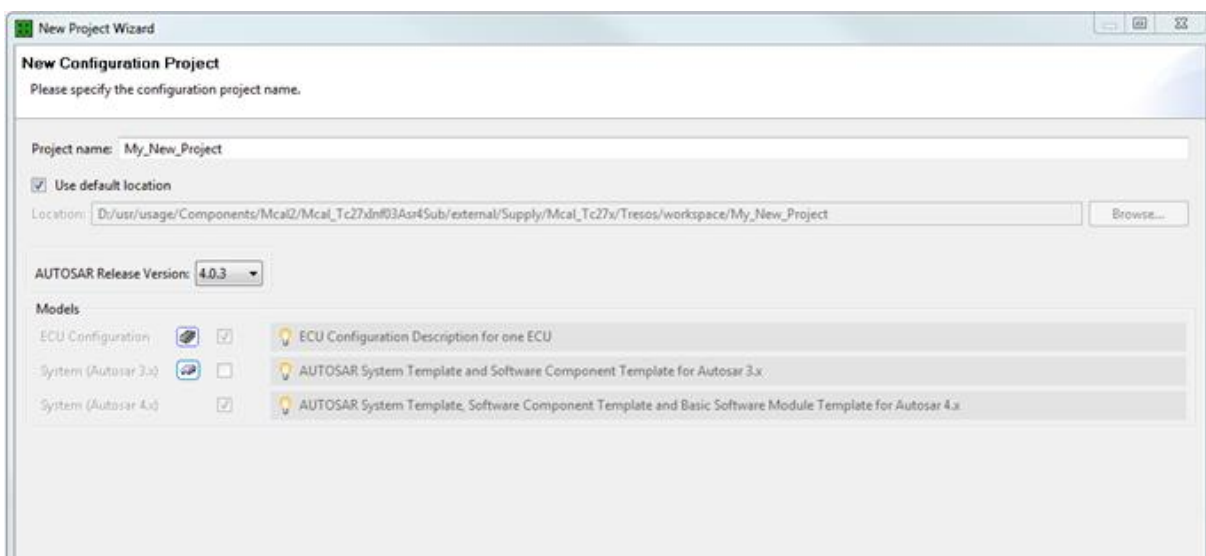 New Project Wizard
New Configuration Project
Please specify the configuration project name.
Project name: My_New_Project
Use default location
Location: D:/usr/usage/Components/Mcal2/Mcal_Tc27xInf03Asr4Sub/external/Supply/Mcal_Tc27x/Tresos/workspace/My_New_Project Browse...
AUTOSAR Release Version: 4.0.3
Models
ECU Configuration ECU Configuration Description for one ECU
System (Autosar 3.x) AUTOSAR System Template and Software Component Template for Autosar 3.x
System (Autosar 4.x) AUTOSAR System Template, Software Component Template and Basic Software Module Template for Autosar 4.x